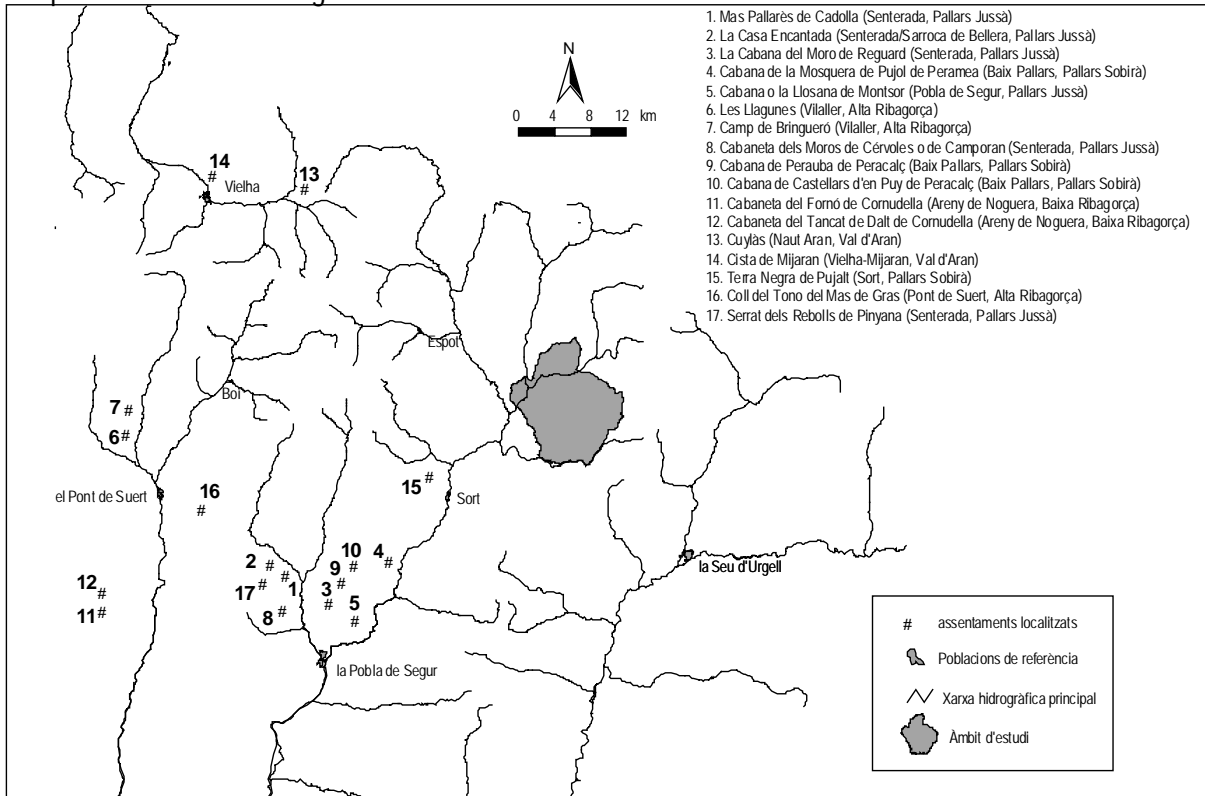 1. Mas Pallarès de Cadolla (Senterada, Pallars Jussà)
2. La Casa Encantada (Senterada/Sarroca de Bellera, Pallars Jussà)
3. La Cabana del Moro de Reguard (Senterada, Pallars Jussà)
4. Cabana de la Mosquera de Pujol de Peramea (Baix Pallars, Pallars Sobirà)
5. Cabana o la Llosana de Montsor (Pobla de Segur, Pallars Jussà)
6. Les Llagunes (Vilaller, Alta Ribagorça)
7. Camp de Bringueró (Vilaller, Alta Ribagorça)
8. Cabaneta dels Moros de Cérvoles o de Camporan (Senterada, Pallars Jussà)
9. Cabana de Perauba de Peracalç (Baix Pallars, Pallars Sobirà)
10. Cabana de Castellars d'en Puy de Peracalç (Baix Pallars, Pallars Sobirà)
11. Cabaneta del Fornó de Cornudella (Areny de Noguera, Baixa Ribagorça)
12. Cabaneta del Tancat de Dalt de Cornudella (Areny de Noguera, Baixa Ribagorça)
13. Cuylàs (Naut Aran, Val d'Aran)
14. Cista de Mijaran (Vielha-Mijaran, Val d'Aran)
15. Terra Negra de Pujalt (Sort, Pallars Sobirà)
16. Coll del Tono del Mas de Gras (Pont de Suert, Alta Ribagorça)
17. Serrat dels Rebolls de Pinyana (Senterada, Pallars Jussà)
N
0 4 8 12 km
14
#
Vielha
13
#
Espot
Boí
7 #
6 #
el Pont de Suert
16
#
15 #
Sort
2 #
17 #
1 #
8 #
10 #
9 #
4 #
3 #
5 #
12 #
11 #
la Pobla de Segur
la Seu d'Urgell
# assentaments localitzats
Poblacions de referència
Xarxa hidrogràfica principal
Àmbit d'estudi